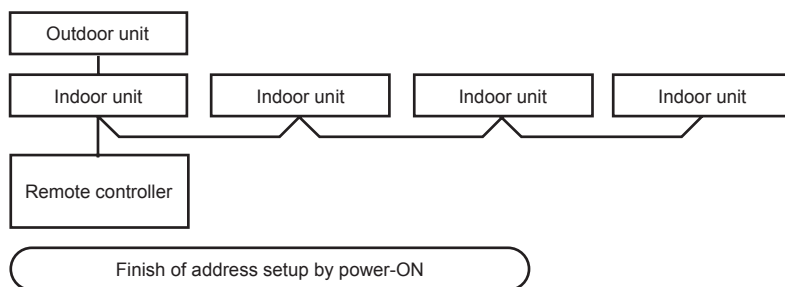 Outdoor unit
Indoor unit Indoor unit Indoor unit Indoor unit
Remote controller
Finish of address setup by power-ON